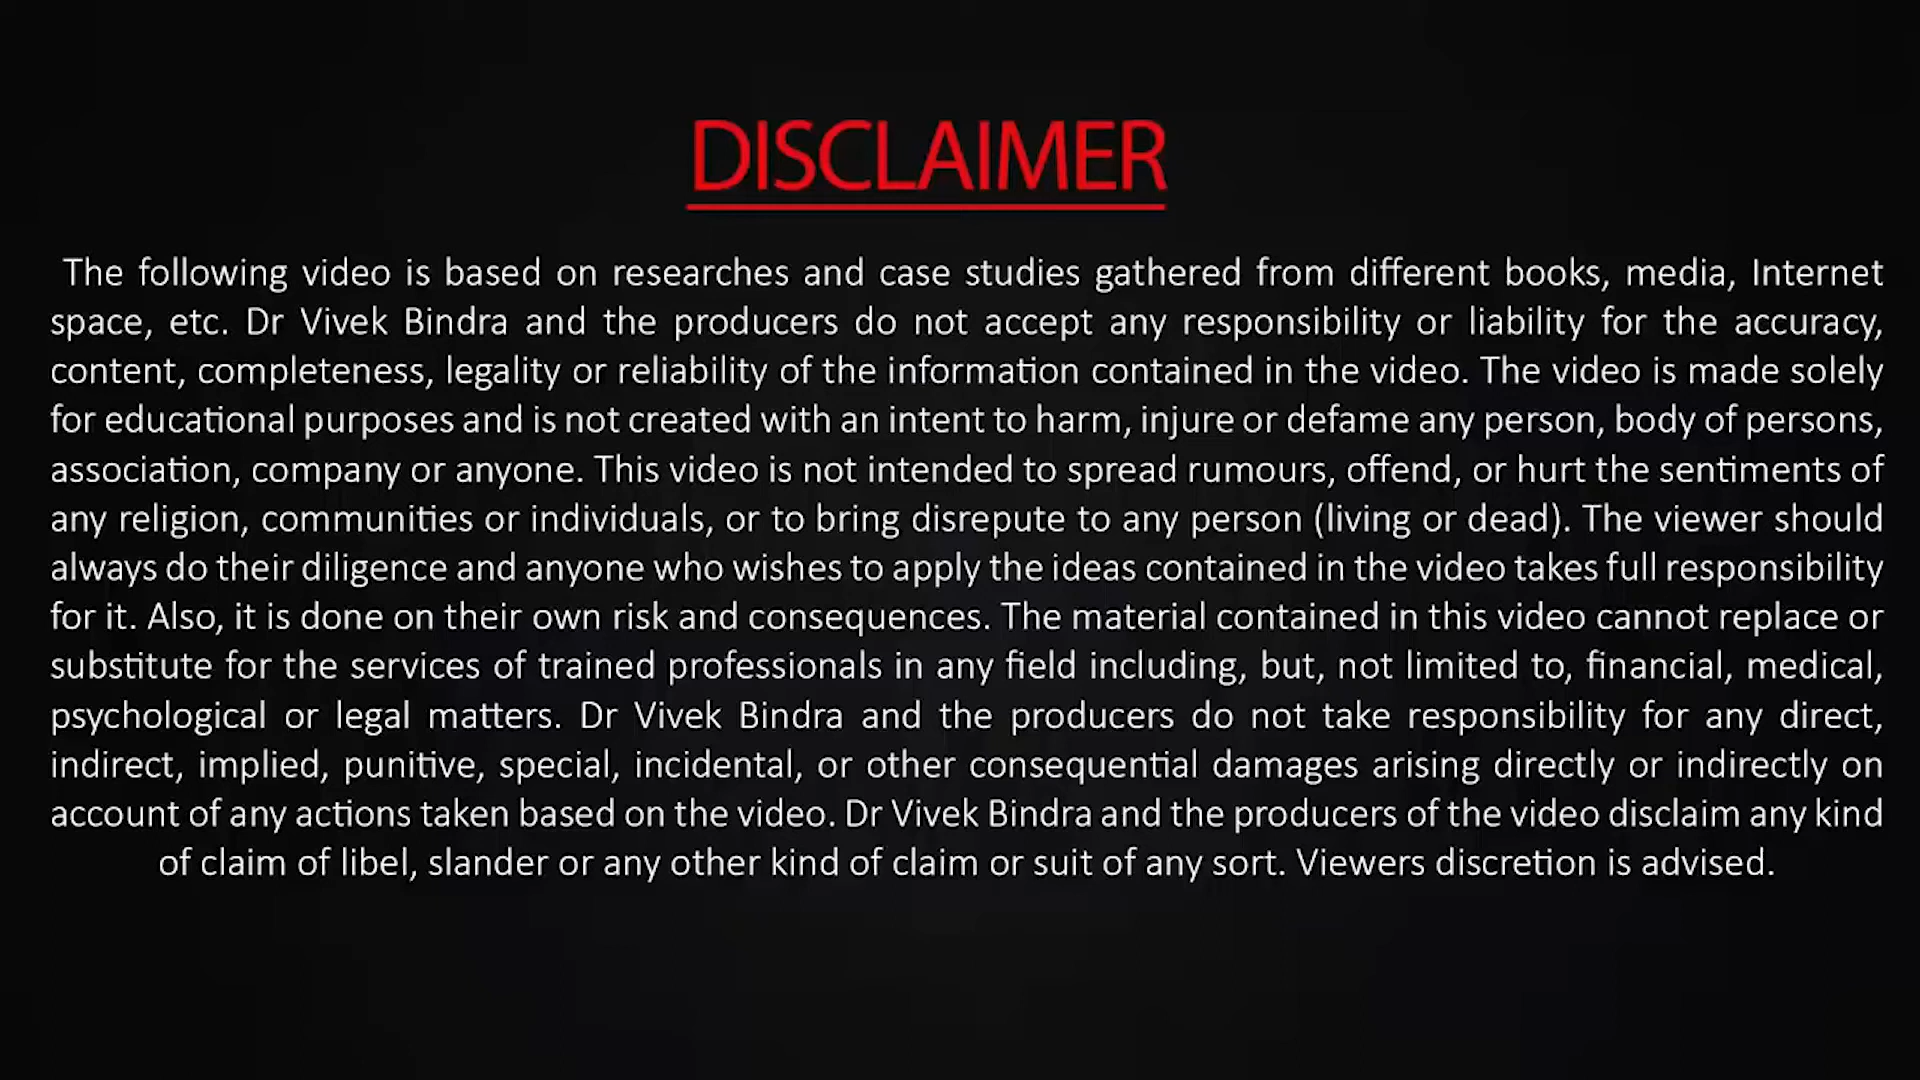 DISCLAIMER
The following video is based on researches and case studies gathered from different books, media, Internet
space, etc. Dr Vivek Bindra and the producers do not accept any responsibility or liability for the accuracy,
content, completeness, legality or reliability of the information contained in the video. The video is made solely
for educational purposes and is not created with an intent to harm, injure or defame any person, body of persons,
association, company or anyone. This video is not intended to spread rumours, offend, or hurt the sentiments of
any religion, communities or individuals, or to bring disrepute to any person (living or dead). The viewer should
always do their diligence and anyone who wishes to apply the ideas contained in the video takes full responsibility
for it. Also, it is done on their own risk and consequences. The material contained in this video cannot replace or
substitute for the services of trained professionals in any field including, but, not limited to, financial, medical,
psychological or legal matters. Dr Vivek Bindra and the producers do not take responsibility for any direct,
indirect, implied, punitive, special, incidental, or other consequential damages arising directly or indirectly on
account of any actions taken based on the video. Dr Vivek Bindra and the producers of the video disclaim any kind
of claim of libel, slander or any other kind of claim or suit of any sort. Viewers discretion is advised.